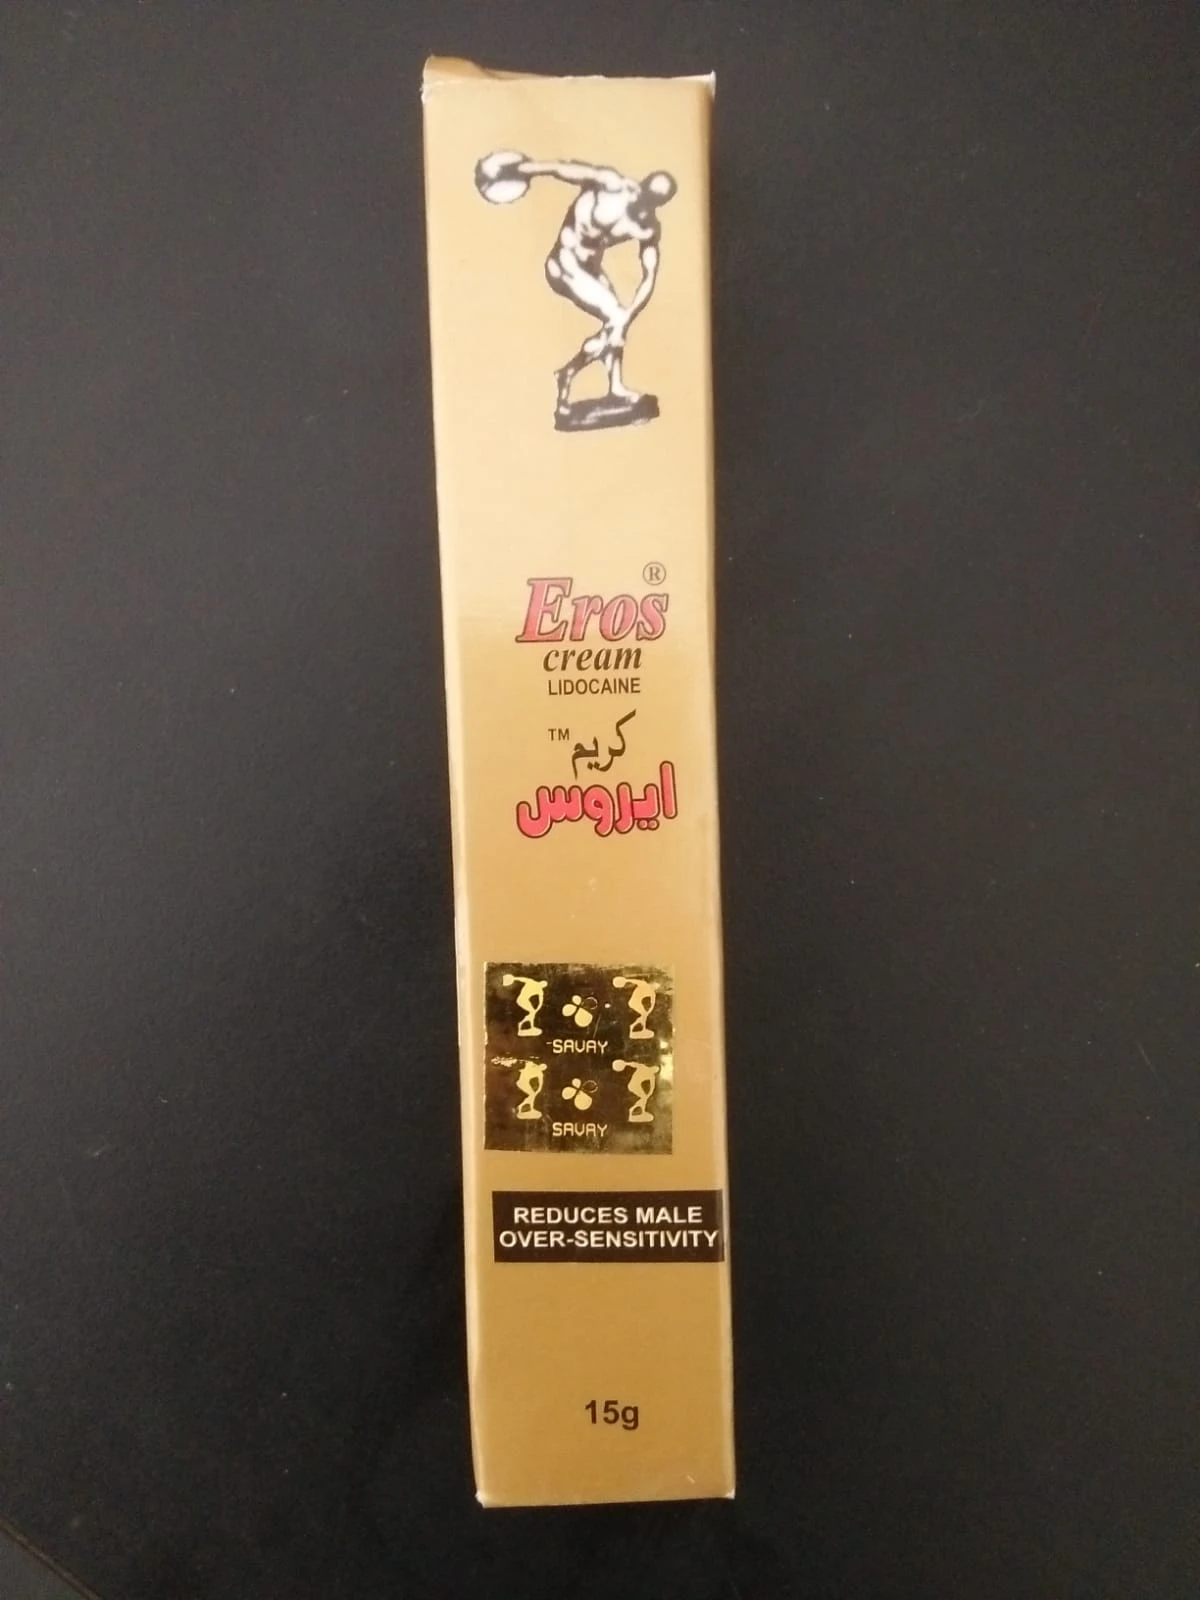 Eros®
cream
LIDOCAINE
كريم™
ايروس
SAVAY
SAVAY
REDUCES MALE
OVER-SENSITIVITY
15g